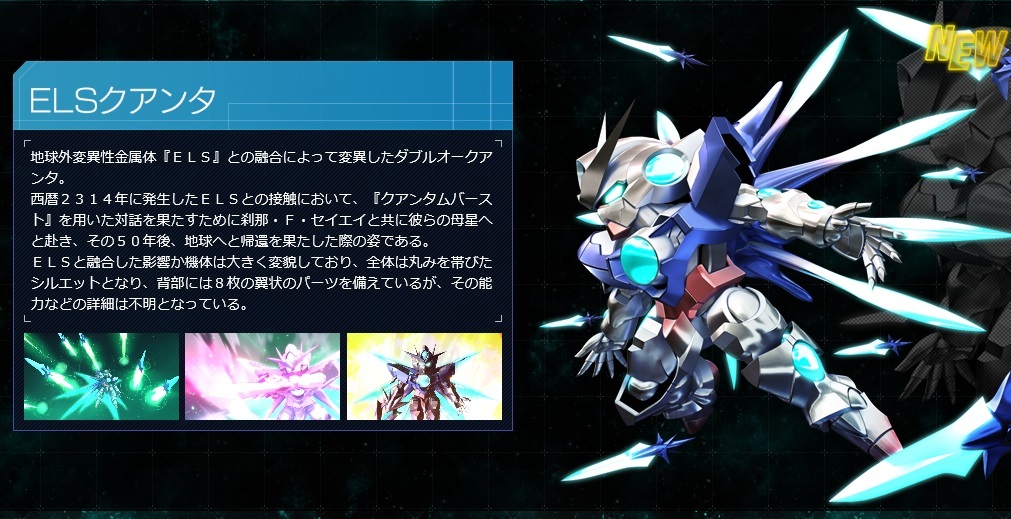 NEW
ELSクアンタ
地球外変異性金属体『ＥＬＳ』との融合によって変異したダブルオークア
ンタ。
西暦２３１４年に発生したＥＬＳとの接触において、『クアンタムバース
ト』を用いた対話を果たすために刹那・Ｆ・セイエイと共に彼らの母星へ
と赴き、その５０年後、地球へと帰還を果たした際の姿である。
ＥＬＳと融合した影響か機体は大きく変貌しており、全体は丸みを帯びた
シルエットとなり、背部には８枚の翼状のパーツを備えているが、その能
力などの詳細は不明となっている。